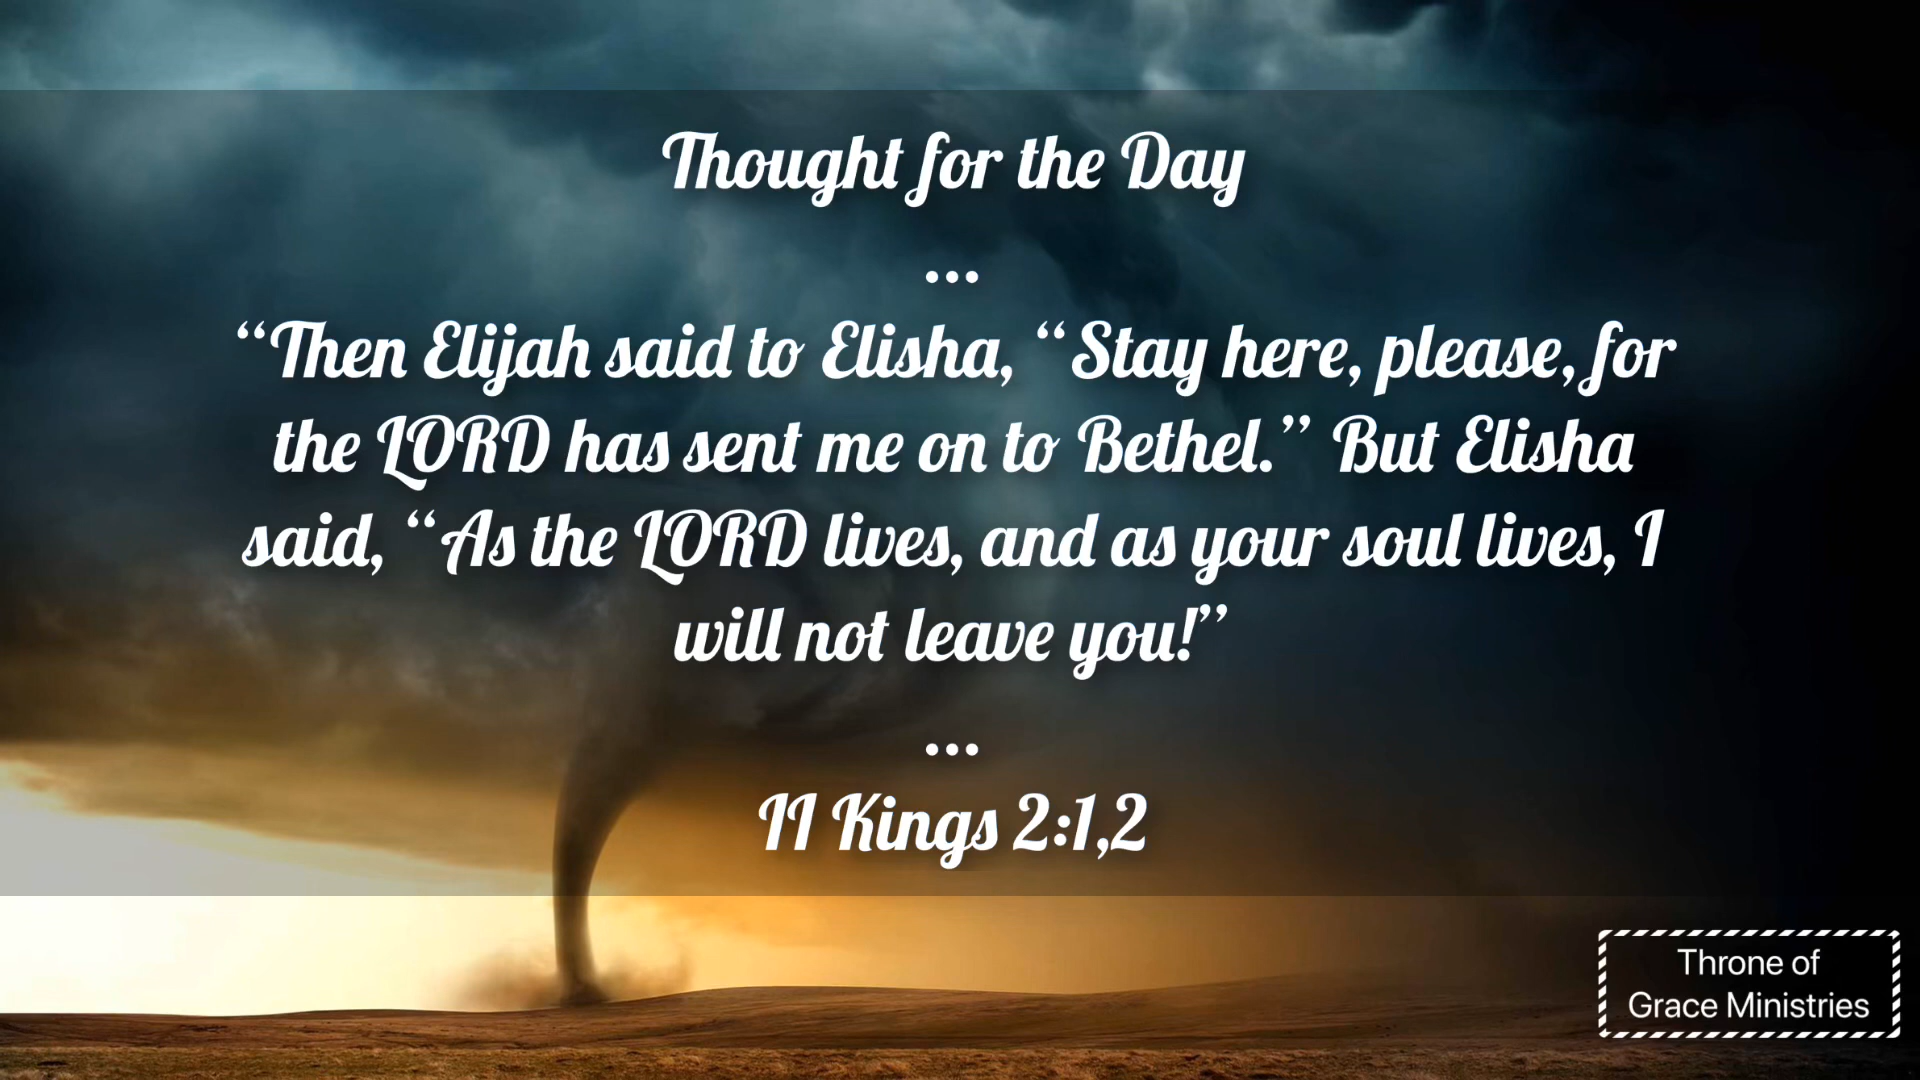 Thought for the Day
...
“Then Elijah said to Elisha, “Stay here, please, for
the LORD has sent me on to Bethel.” But Elisha
said, “As the LORD lives, and as your soul lives, I
will not leave you!”
...
II Kings 2:1,2
Throne of
Grace Ministries